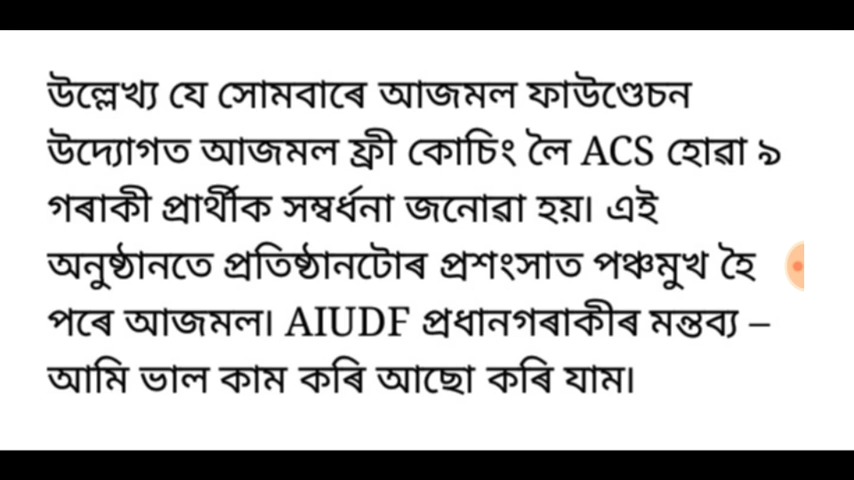 উল্লেখ্য যে সোমবাৰে আজমল ফাউণ্ডেচন
উদ্যোগত আজমল ফ্ৰী কোচিং লৈ ACS হোৱা ৯
গৰাকী প্ৰাৰ্থীক সম্বৰ্ধনা জনোৱা হয়। এই
অনুষ্ঠানতে প্ৰতিষ্ঠানটোৰ প্ৰশংসাত পঞ্চমুখ হৈ
পৰে আজমল। AIUDF প্ৰধানগৰাকীৰ মন্তব্য –
আমি ভাল কাম কৰি আছো কৰি যাম।